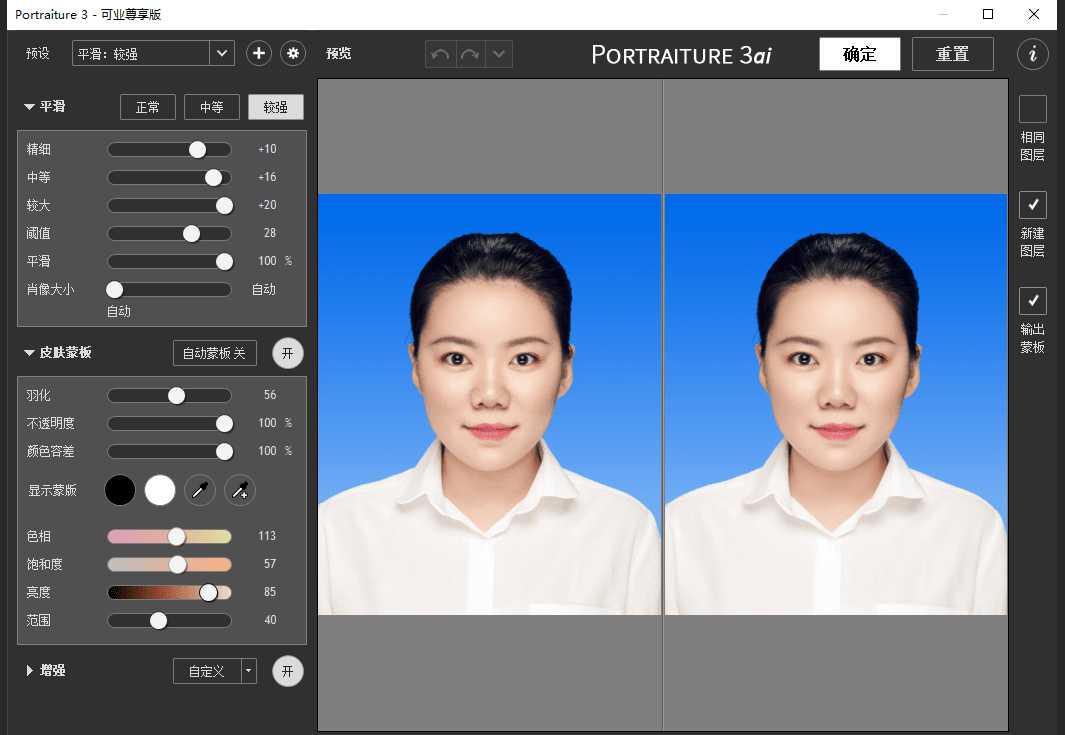 Portraiture 3 - 可业尊享版
预设 平滑：较强 预览 PORTRAITURE 3ai 确定 重置 i
平滑 正常 中等 较强
精细 +10
中等 +16
较大 +20
阈值 28
平滑 100 %
肖像大小 自动
自动
皮肤蒙板 自动蒙板关 开
羽化 56
不透明度 100 %
颜色容差 100 %
显示蒙版
色相 113
饱和度 57
亮度 85
范围 40
增强 自定义 开
相同
图层
新建
图层
输出
蒙板